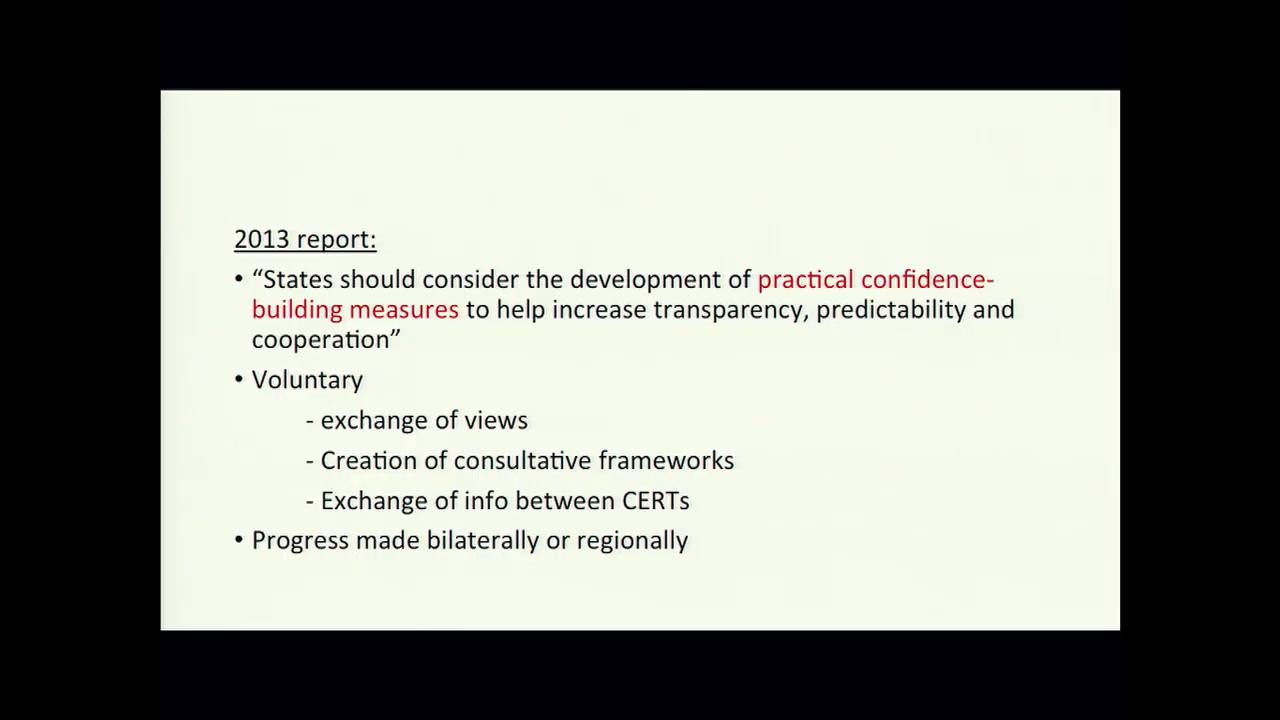 2013 report:
• “States should consider the development of practical confidence-
building measures to help increase transparency, predictability and
cooperation”
• Voluntary
- exchange of views
- Creation of consultative frameworks
- Exchange of info between CERTs
• Progress made bilaterally or regionally